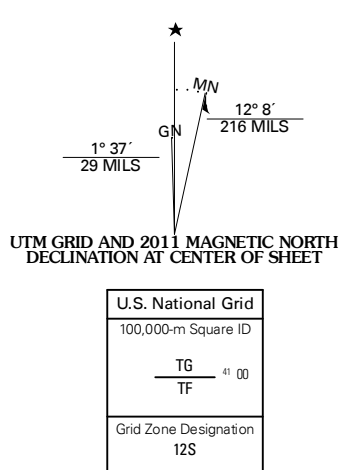 ★
MN
GN
12° 8´
216 MILS
1° 37´
29 MILS
UTM GRID AND 2011 MAGNETIC NORTH
DECLINATION AT CENTER OF SHEET
U.S. National Grid
100,000-m Square ID
TG
41 00
TF
Grid Zone Designation
12S